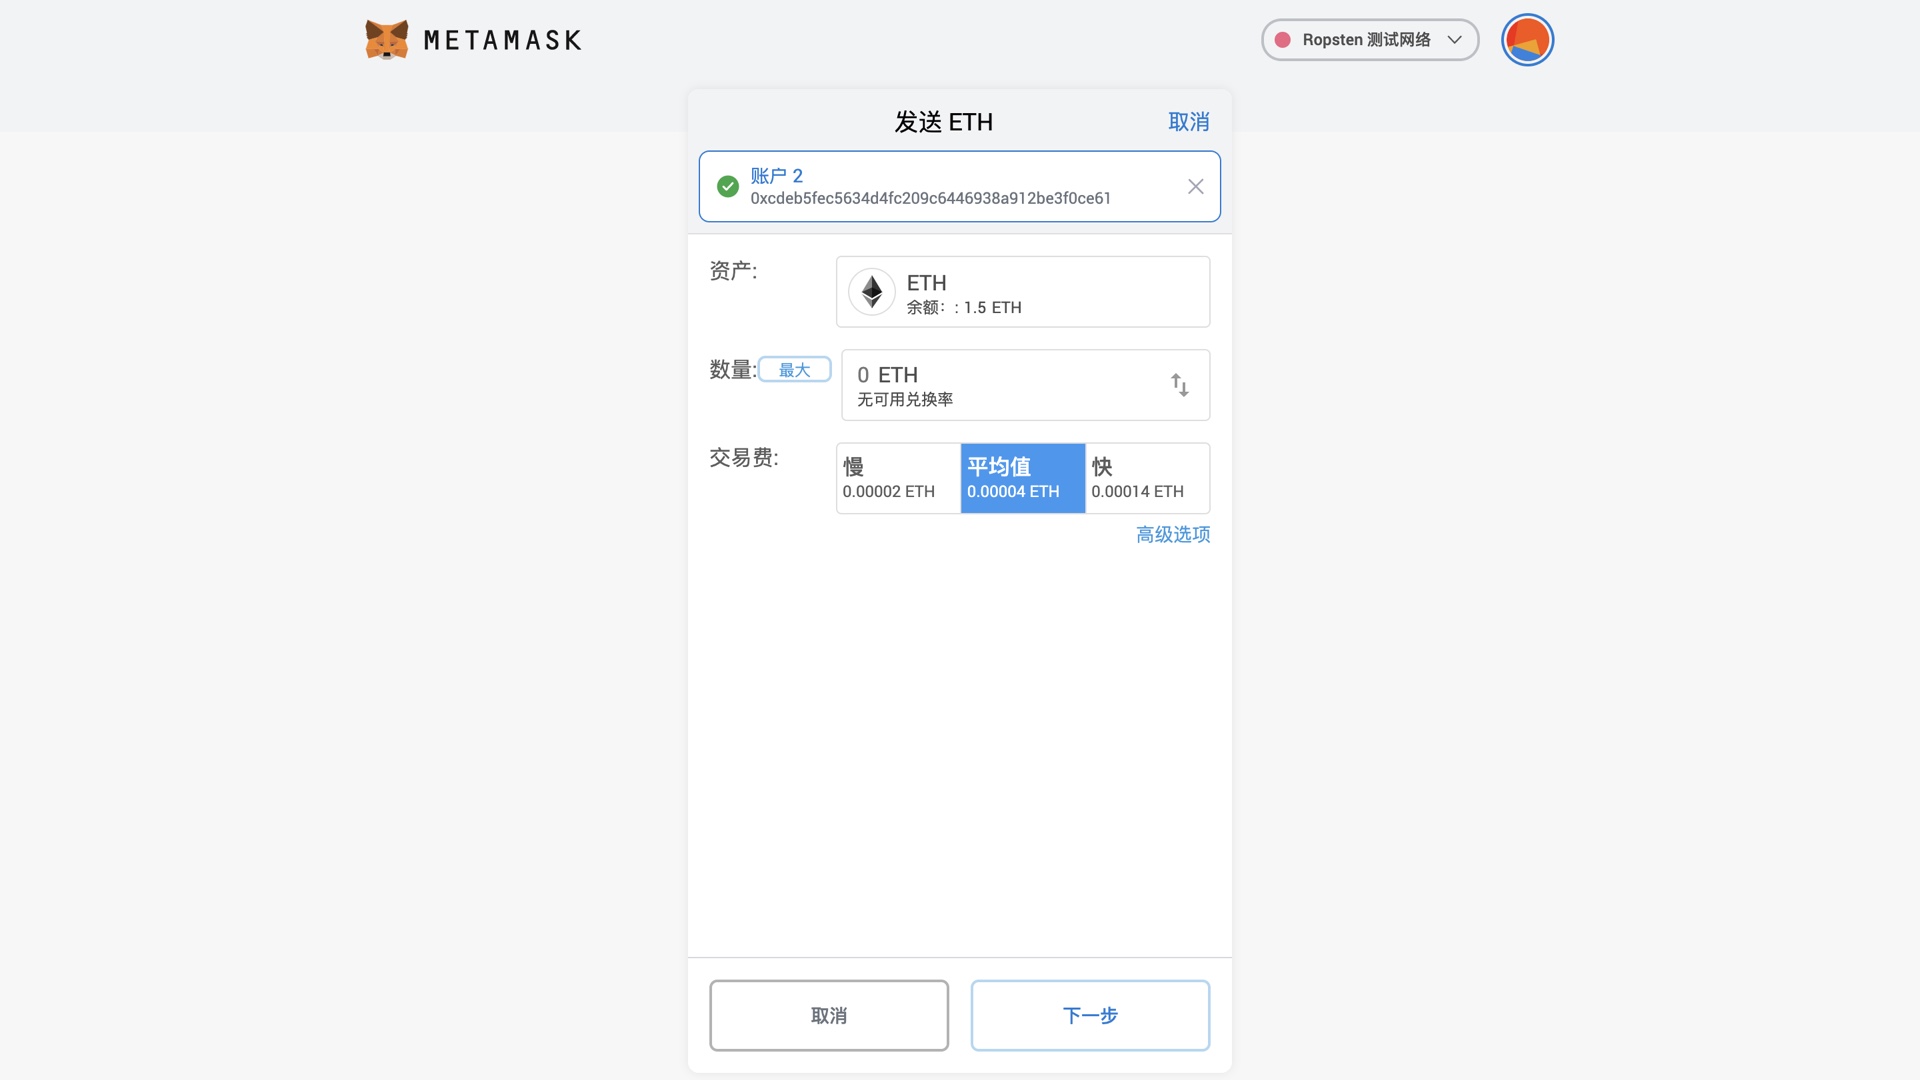 METAMASK
Ropsten 测试网络
发送 ETH
取消
账户 2
0xcdeb5fec5634d4fc209c6446938a912be3f0ce61
资产:
ETH
余额：: 1.5 ETH
数量:
最大
0 ETH
无可用兑换率
交易费:
慢
0.00002 ETH
平均值
0.00004 ETH
快
0.00014 ETH
高级选项
取消
下一步